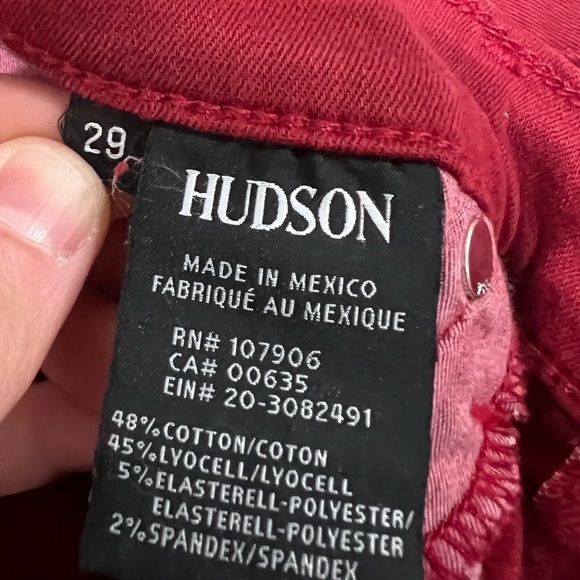 29
HUDSON
MADE IN MEXICO
FABRIQUÉ AU MEXIQUE
RN# 107906
CA# 00635
EIN# 20-3082491
48% COTTON/COTON
45% LYOCELL/LYOCELL
5% ELASTERELL-POLYESTER/
ELASTERELL-POLYESTER
2% SPANDEX/SPANDEX